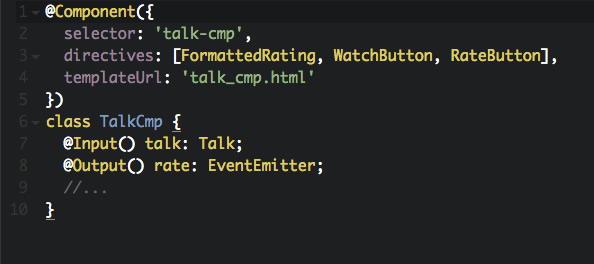 1 @Component({
2   selector: 'talk-cmp',
3   directives: [FormattedRating, WatchButton, RateButton],
4   templateUrl: 'talk_cmp.html'
5 })
6 class TalkCmp {
7   @Input() talk: Talk;
8   @Output() rate: EventEmitter;
9   //...
10 }